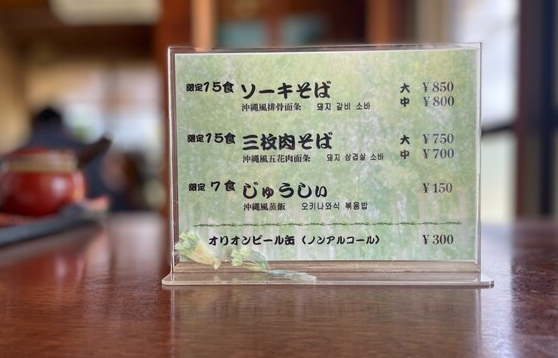 限定15食 ソーキそば 大 ¥850
沖縄風排骨面条 돼지 갈비 소바 中 ¥800
限定15食 三枚肉そば 大 ¥750
沖縄風五花肉面条 돼지 삼겹살 소바 中 ¥700
限定 7食 じゅうしぃ ¥150
沖縄風蒸飯 오키나와식 볶음밥
オリオンビール缶(ノンアルコール) ¥300